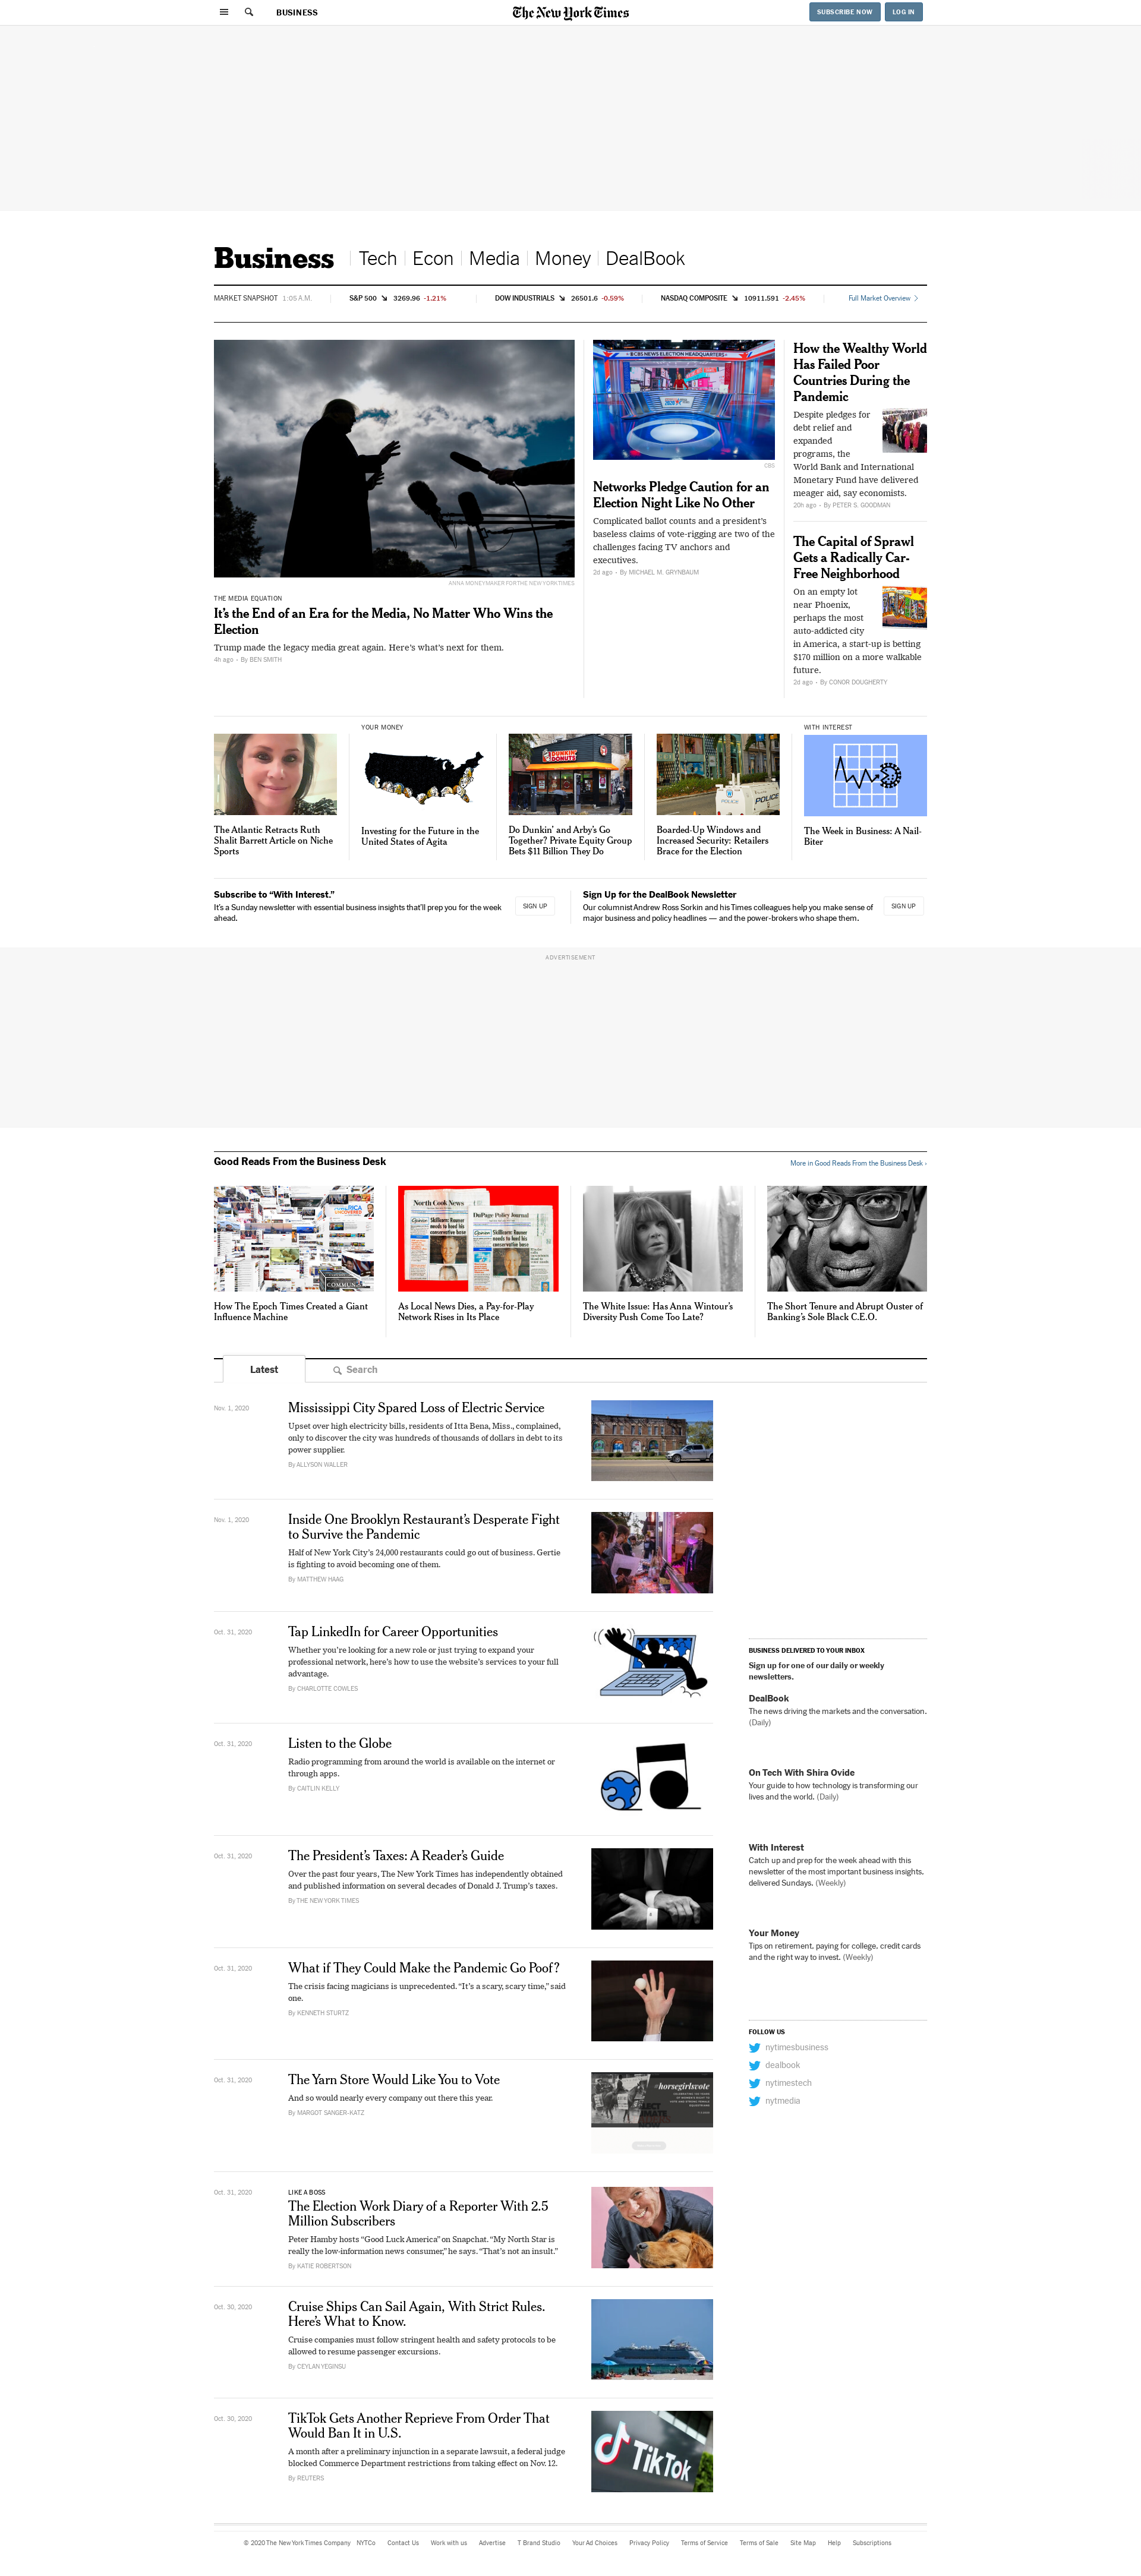 BUSINESS
The New York Times
SUBSCRIBE NOW
LOG IN
Business
Tech
Econ
Media
Money
DealBook
MARKET SNAPSHOT 1:05 A.M.
S&P 500 3269.96 -1.21%
DOW INDUSTRIALS 26501.6 -0.59%
NASDAQ COMPOSITE 10911.591 -2.45%
Full Market Overview
ANNA MONEYMAKER FOR THE NEW YORK TIMES
THE MEDIA EQUATION
It’s the End of an Era for the Media, No Matter Who Wins the
Election
Trump made the legacy media great again. Here’s what’s next for them.
4h ago • By BEN SMITH
CBS NEWS ELECTION HEADQUARTERS
CBS
Networks Pledge Caution for an
Election Night Like No Other
Complicated ballot counts and a president’s
baseless claims of vote-rigging are two of the
challenges facing TV anchors and
executives.
2d ago • By MICHAEL M. GRYNBAUM
How the Wealthy World
Has Failed Poor
Countries During the
Pandemic
Despite pledges for
debt relief and
expanded
programs, the
World Bank and International
Monetary Fund have delivered
meager aid, say economists.
20h ago • By PETER S. GOODMAN
The Capital of Sprawl
Gets a Radically Car-
Free Neighborhood
On an empty lot
near Phoenix,
perhaps the most
auto-addicted city
in America, a start-up is betting
$170 million on a more walkable
future.
2d ago • By CONOR DOUGHERTY
The Atlantic Retracts Ruth
Shalit Barrett Article on Niche
Sports
YOUR MONEY
Investing for the Future in the
United States of Agita
DUNKIN'
DONUTS
Do Dunkin’ and Arby’s Go
Together? Private Equity Group
Bets $11 Billion They Do
POLICE
POLICE
Boarded-Up Windows and
Increased Security: Retailers
Brace for the Election
WITH INTEREST
The Week in Business: A Nail-
Biter
Subscribe to “With Interest.”
It’s a Sunday newsletter with essential business insights that’ll prep you for the week
ahead.
SIGN UP
Sign Up for the DealBook Newsletter
Our columnist Andrew Ross Sorkin and his Times colleagues help you make sense of
major business and policy headlines — and the power-brokers who shape them.
SIGN UP
ADVERTISEMENT
Good Reads From the Business Desk
More in Good Reads From the Business Desk ›
How The Epoch Times Created a Giant
Influence Machine
North Cook News
DuPage Policy Journal
As Local News Dies, a Pay-for-Play
Network Rises in Its Place
The White Issue: Has Anna Wintour’s
Diversity Push Come Too Late?
The Short Tenure and Abrupt Ouster of
Banking’s Sole Black C.E.O.
Latest
Search
Nov. 1, 2020
Mississippi City Spared Loss of Electric Service
Upset over high electricity bills, residents of Itta Bena, Miss., complained,
only to discover the city was hundreds of thousands of dollars in debt to its
power supplier.
By ALLYSON WALLER
Nov. 1, 2020
Inside One Brooklyn Restaurant’s Desperate Fight
to Survive the Pandemic
Half of New York City’s 24,000 restaurants could go out of business. Gertie
is fighting to avoid becoming one of them.
By MATTHEW HAAG
Oct. 31, 2020
Tap LinkedIn for Career Opportunities
Whether you’re looking for a new role or just trying to expand your
professional network, here’s how to use the website’s services to your full
advantage.
By CHARLOTTE COWLES
Oct. 31, 2020
Listen to the Globe
Radio programming from around the world is available on the internet or
through apps.
By CAITLIN KELLY
Oct. 31, 2020
The President’s Taxes: A Reader’s Guide
Over the past four years, The New York Times has independently obtained
and published information on several decades of Donald J. Trump’s taxes.
By THE NEW YORK TIMES
Oct. 31, 2020
What if They Could Make the Pandemic Go Poof?
The crisis facing magicians is unprecedented. “It’s a scary, scary time,” said
one.
By KENNETH STURTZ
Oct. 31, 2020
The Yarn Store Would Like You to Vote
And so would nearly every company out there this year.
By MARGOT SANGER-KATZ
#horsegirlsvote
Oct. 31, 2020
LIKE A BOSS
The Election Work Diary of a Reporter With 2.5
Million Subscribers
Peter Hamby hosts “Good Luck America” on Snapchat. “My North Star is
really the low-information news consumer,” he says. “That’s not an insult.”
By KATIE ROBERTSON
Oct. 30, 2020
Cruise Ships Can Sail Again, With Strict Rules.
Here’s What to Know.
Cruise companies must follow stringent health and safety protocols to be
allowed to resume passenger excursions.
By CEYLAN YEGINSU
Oct. 30, 2020
TikTok Gets Another Reprieve From Order That
Would Ban It in U.S.
A month after a preliminary injunction in a separate lawsuit, a federal judge
blocked Commerce Department restrictions from taking effect on Nov. 12.
By REUTERS
TikTok
BUSINESS DELIVERED TO YOUR INBOX
Sign up for one of our daily or weekly
newsletters.
DealBook
The news driving the markets and the conversation.
(Daily)
On Tech With Shira Ovide
Your guide to how technology is transforming our
lives and the world. (Daily)
With Interest
Catch up and prep for the week ahead with this
newsletter of the most important business insights,
delivered Sundays. (Weekly)
Your Money
Tips on retirement, paying for college, credit cards
and the right way to invest. (Weekly)
FOLLOW US
nytimesbusiness
dealbook
nytimestech
nytmedia
© 2020 The New York Times Company NYTCo Contact Us Work with us Advertise T Brand Studio Your Ad Choices Privacy Policy Terms of Service Terms of Sale Site Map Help Subscriptions